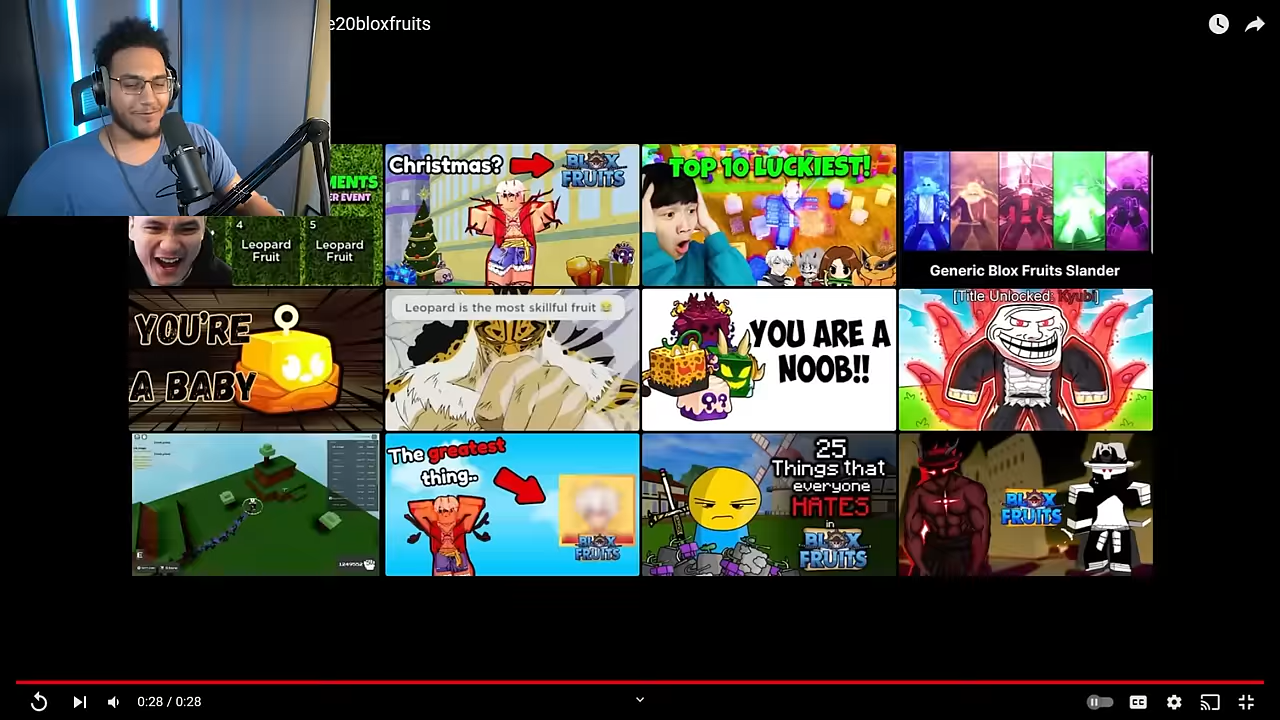 e20bloxfruits
MENTS
ER EVENT
4
Leopard
Fruit
5
Leopard
Fruit
Christmas?
BLOX
FRUITS
TOP 10 LUCKIEST!
Generic Blox Fruits Slander
YOU'RE
A BABY
Leopard is the most skillful fruit
YOU ARE A
NOOB!!
[Title Unlocked: Kyubi]
E
The greatest
thing..
BLOX
FRUITS
25
Things that
everyone
HATES
in
BLOX
FRUITS
BLOX
FRUITS
0:28 / 0:28
CC